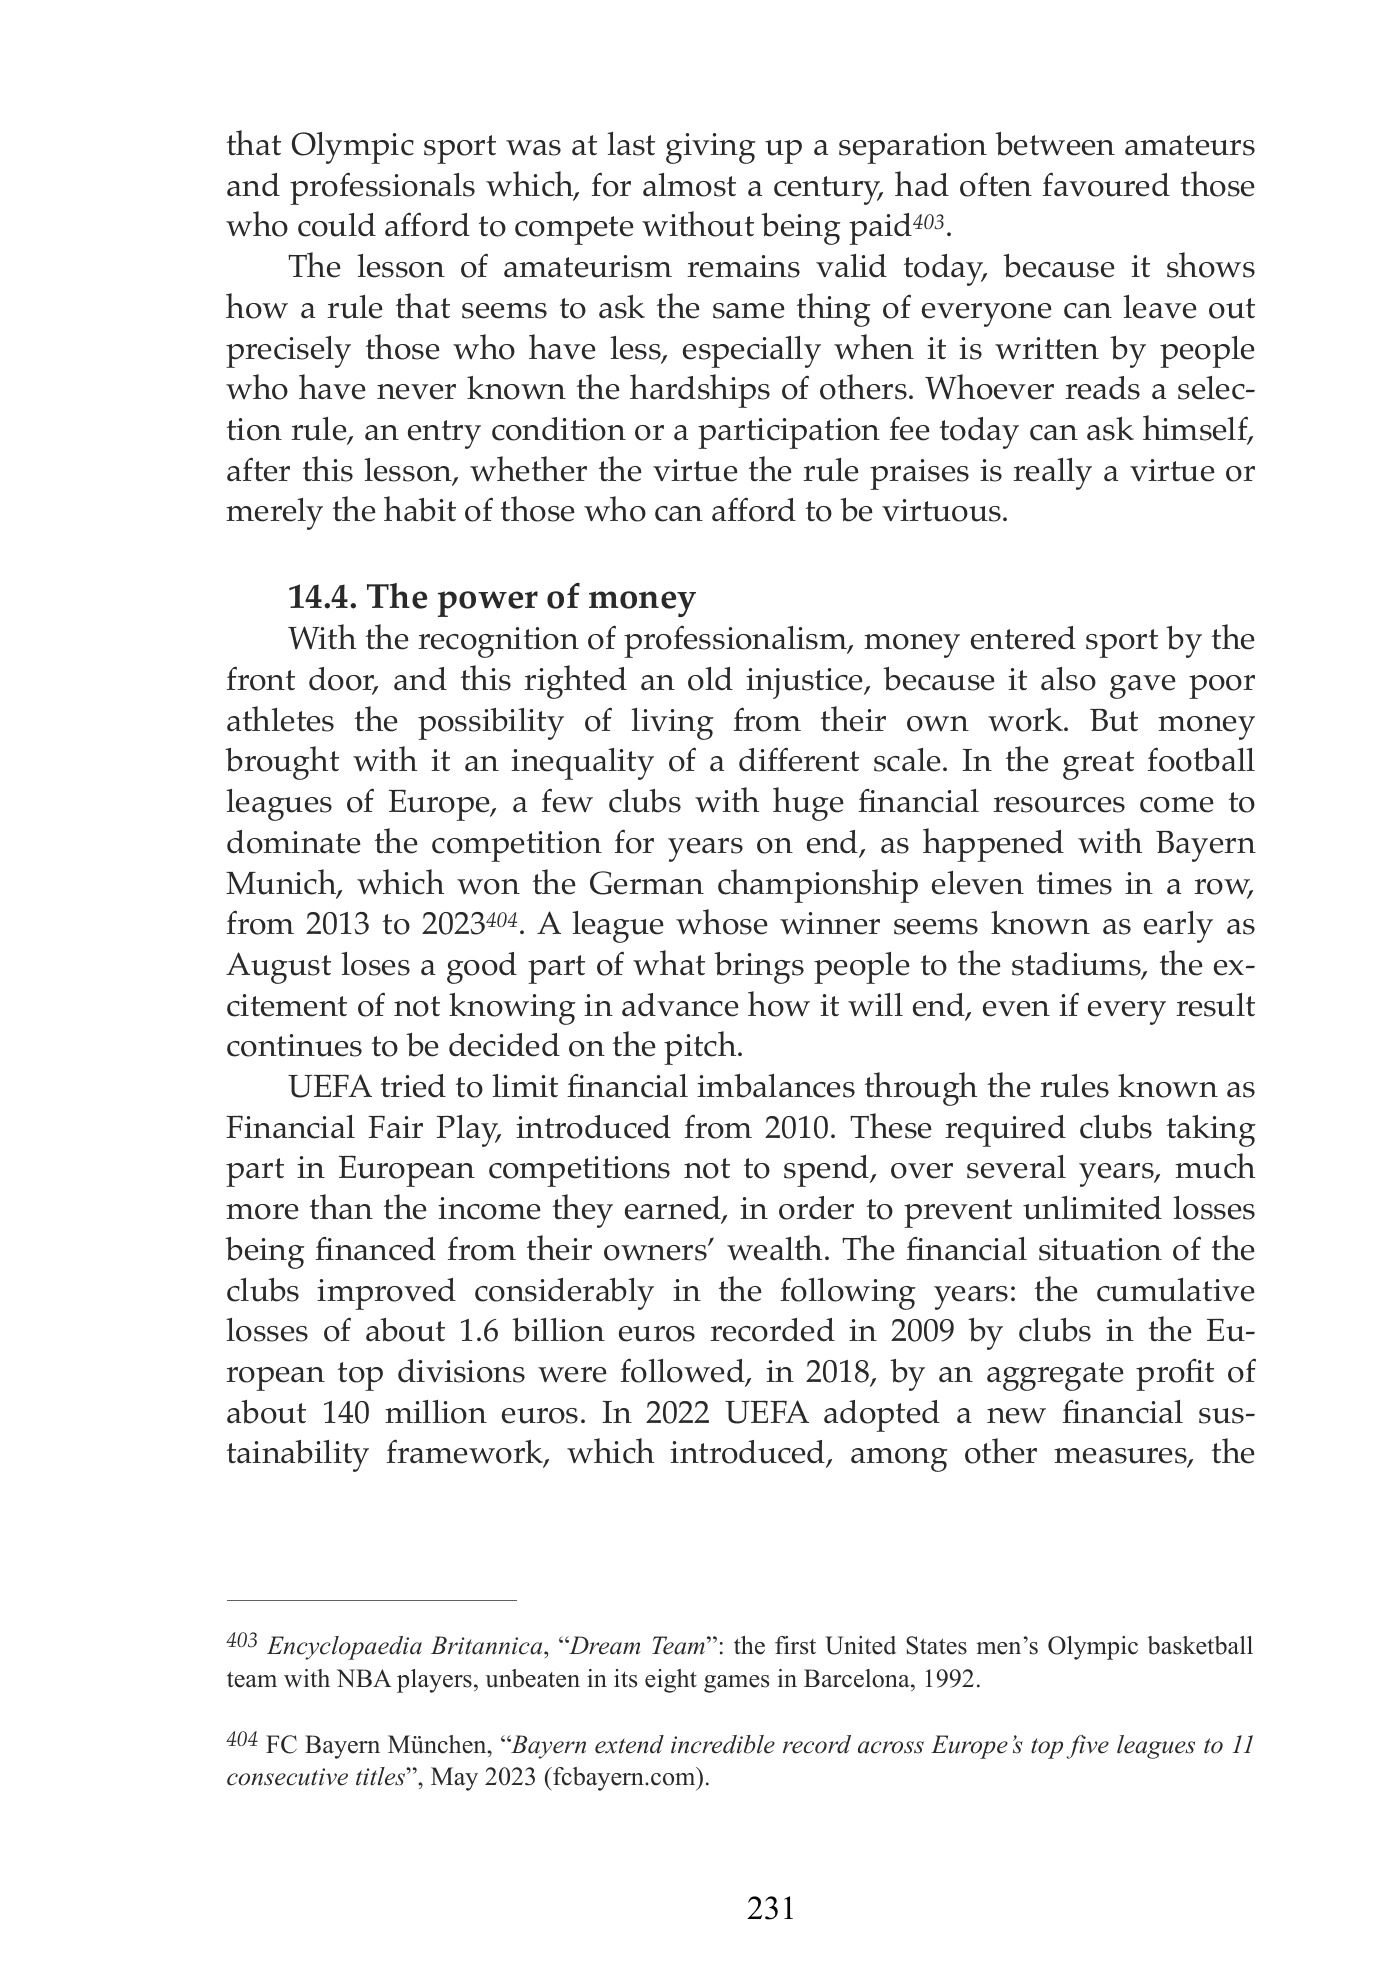 that Olympic sport was at last giving up a separation between amateurs
and professionals which, for almost a century, had often favoured those
who could afford to compete without being paid403.
The lesson of amateurism remains valid today, because it shows
how a rule that seems to ask the same thing of everyone can leave out
precisely those who have less, especially when it is written by people
who have never known the hardships of others. Whoever reads a selec-
tion rule, an entry condition or a participation fee today can ask himself,
after this lesson, whether the virtue the rule praises is really a virtue or
merely the habit of those who can afford to be virtuous.
14.4. The power of money
With the recognition of professionalism, money entered sport by the
front door, and this righted an old injustice, because it also gave poor
athletes the possibility of living from their own work. But money
brought with it an inequality of a different scale. In the great football
leagues of Europe, a few clubs with huge financial resources come to
dominate the competition for years on end, as happened with Bayern
Munich, which won the German championship eleven times in a row,
from 2013 to 2023404. A league whose winner seems known as early as
August loses a good part of what brings people to the stadiums, the ex-
citement of not knowing in advance how it will end, even if every result
continues to be decided on the pitch.
UEFA tried to limit financial imbalances through the rules known as
Financial Fair Play, introduced from 2010. These required clubs taking
part in European competitions not to spend, over several years, much
more than the income they earned, in order to prevent unlimited losses
being financed from their owners’ wealth. The financial situation of the
clubs improved considerably in the following years: the cumulative
losses of about 1.6 billion euros recorded in 2009 by clubs in the Eu-
ropean top divisions were followed, in 2018, by an aggregate profit of
about 140 million euros. In 2022 UEFA adopted a new financial sus-
tainability framework, which introduced, among other measures, the
403 Encyclopaedia Britannica, “Dream Team”: the first United States men’s Olympic basketball
team with NBA players, unbeaten in its eight games in Barcelona, 1992.
404 FC Bayern München, “Bayern extend incredible record across Europe’s top five leagues to 11
consecutive titles”, May 2023 (fcbayern.com).
231